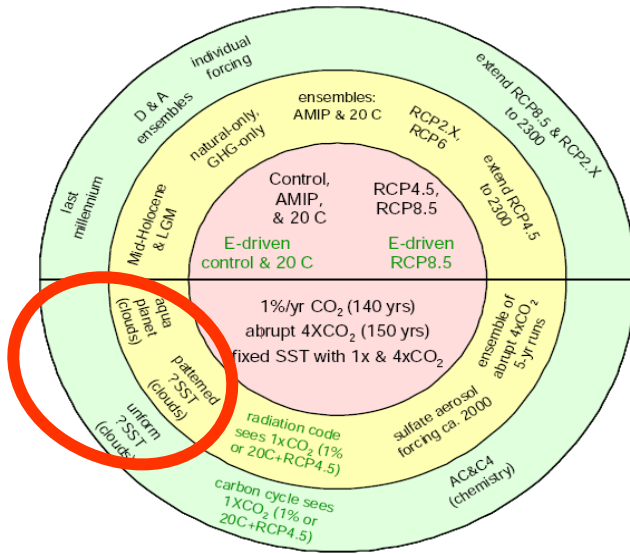 individual
forcing
D & A
ensembles
last
millennium
extend RCP8.5 & RCP2.X
to 2300
natural-only,
GHG-only
ensembles:
AMIP & 20 C
RCP2.X,
RCP6
extend RCP4.5
to 2300
Mid-Holocene
& LGM
Control,
AMIP,
& 20 C
RCP4.5,
RCP8.5
E-driven
control & 20 C
E-driven
RCP8.5
1%/yr CO₂ (140 yrs)
abrupt 4XCO₂ (150 yrs)
fixed SST with 1x & 4xCO₂
aqua
planet
(clouds)
patterned
?SST
(clouds)
unform
?SST
(clouds)
radiation code
sees 1xCO₂ (1%
or 20C+RCP4.5)
sulfate aerosol
forcing ca. 2000
ensemble of
abrupt 4xCO₂
5-yr runs
carbon cycle sees
1XCO₂ (1% or
20C+RCP4.5)
AC&C4
(chemistry)